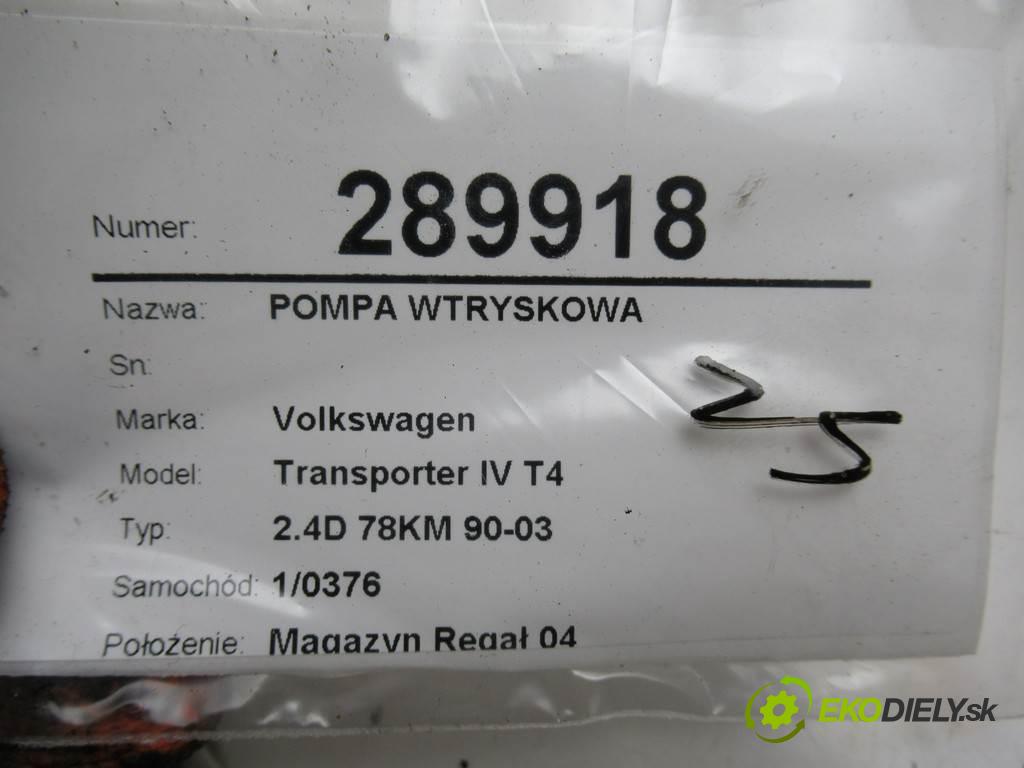 Numer: 289918
Nazwa: POMPA WTRYSKOWA
Sn:
Marka: Volkswagen
Model: Transporter IV T4
Typ: 2.4D 78KM 90-03
Samochód: 1/0376
Położenie: Magazyn Regał 04
EKODIELY.sk